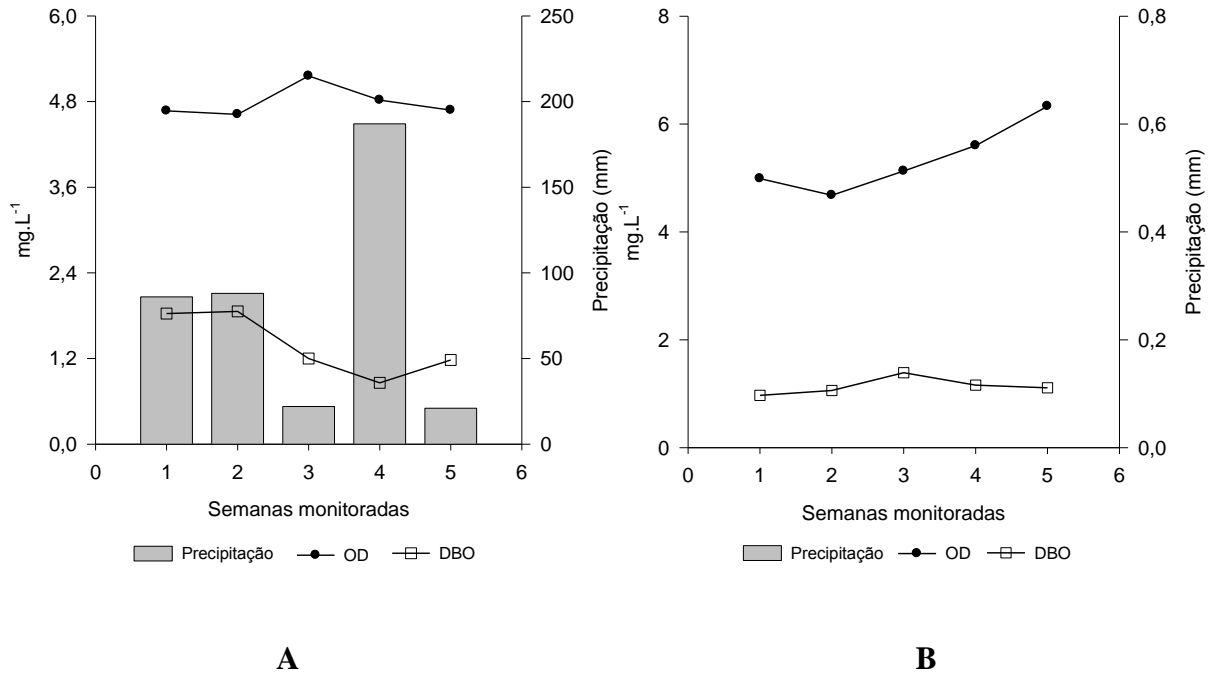 6,0
4,8
3,6
2,4
1,2
0,0
mg.L-1
250
200
150
100
50
0
Precipitação (mm)
0 1 2 3 4 5 6
Semanas monitoradas
Precipitação OD DBO
A
8
6
4
2
0
mg.L-1
0,8
0,6
0,4
0,2
0,0
Precipitação (mm)
0 1 2 3 4 5 6
Semanas monitoradas
Precipitação OD DBO
B